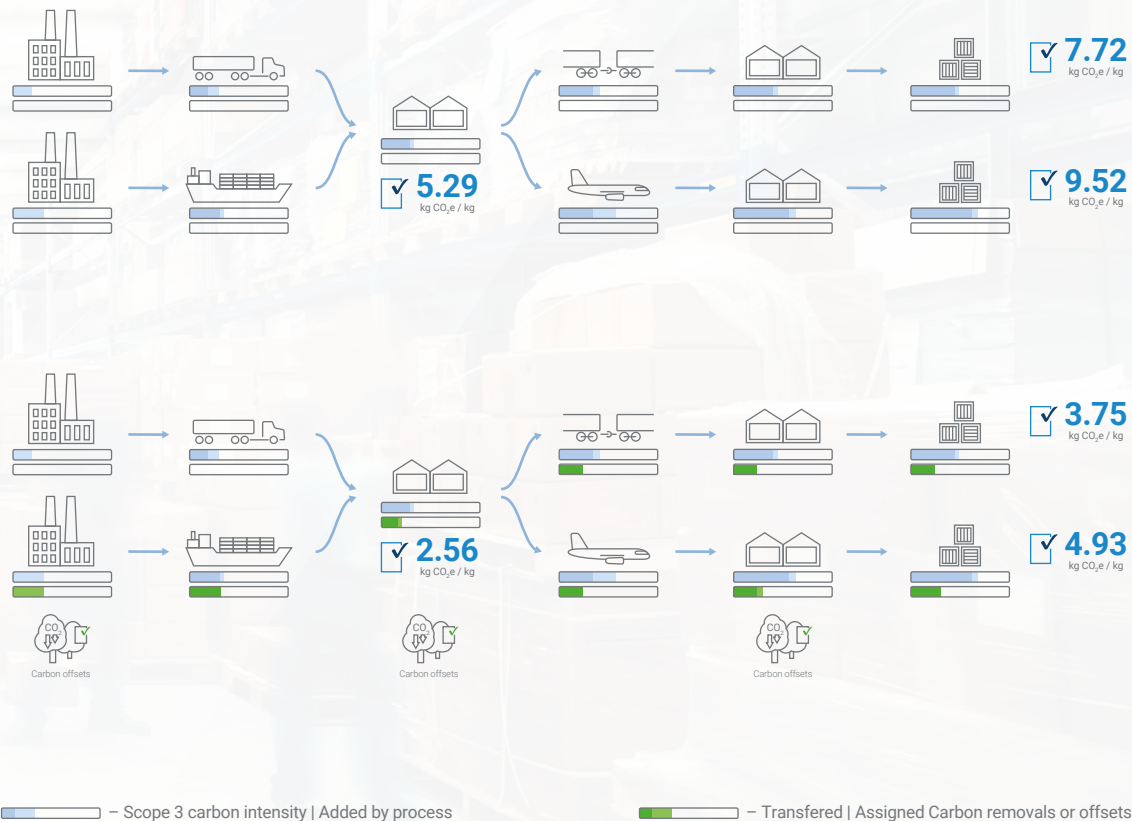 7.72
kg CO₂e / kg
5.29
kg CO₂e / kg
9.52
kg CO₂e / kg
3.75
kg CO₂e / kg
2.56
kg CO₂e / kg
4.93
kg CO₂e / kg
CO₂
Carbon offsets
CO₂
Carbon offsets
CO₂
Carbon offsets
– Scope 3 carbon intensity | Added by process
– Transfered | Assigned Carbon removals or offsets